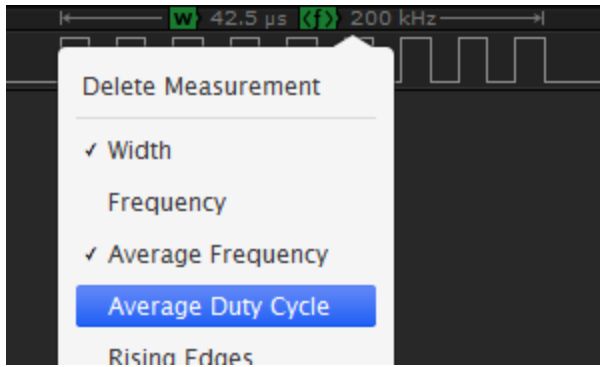 w 42.5 µs ⟨f⟩ 200 kHz
Delete Measurement
✓ Width
Frequency
✓ Average Frequency
Average Duty Cycle
Rising Edges